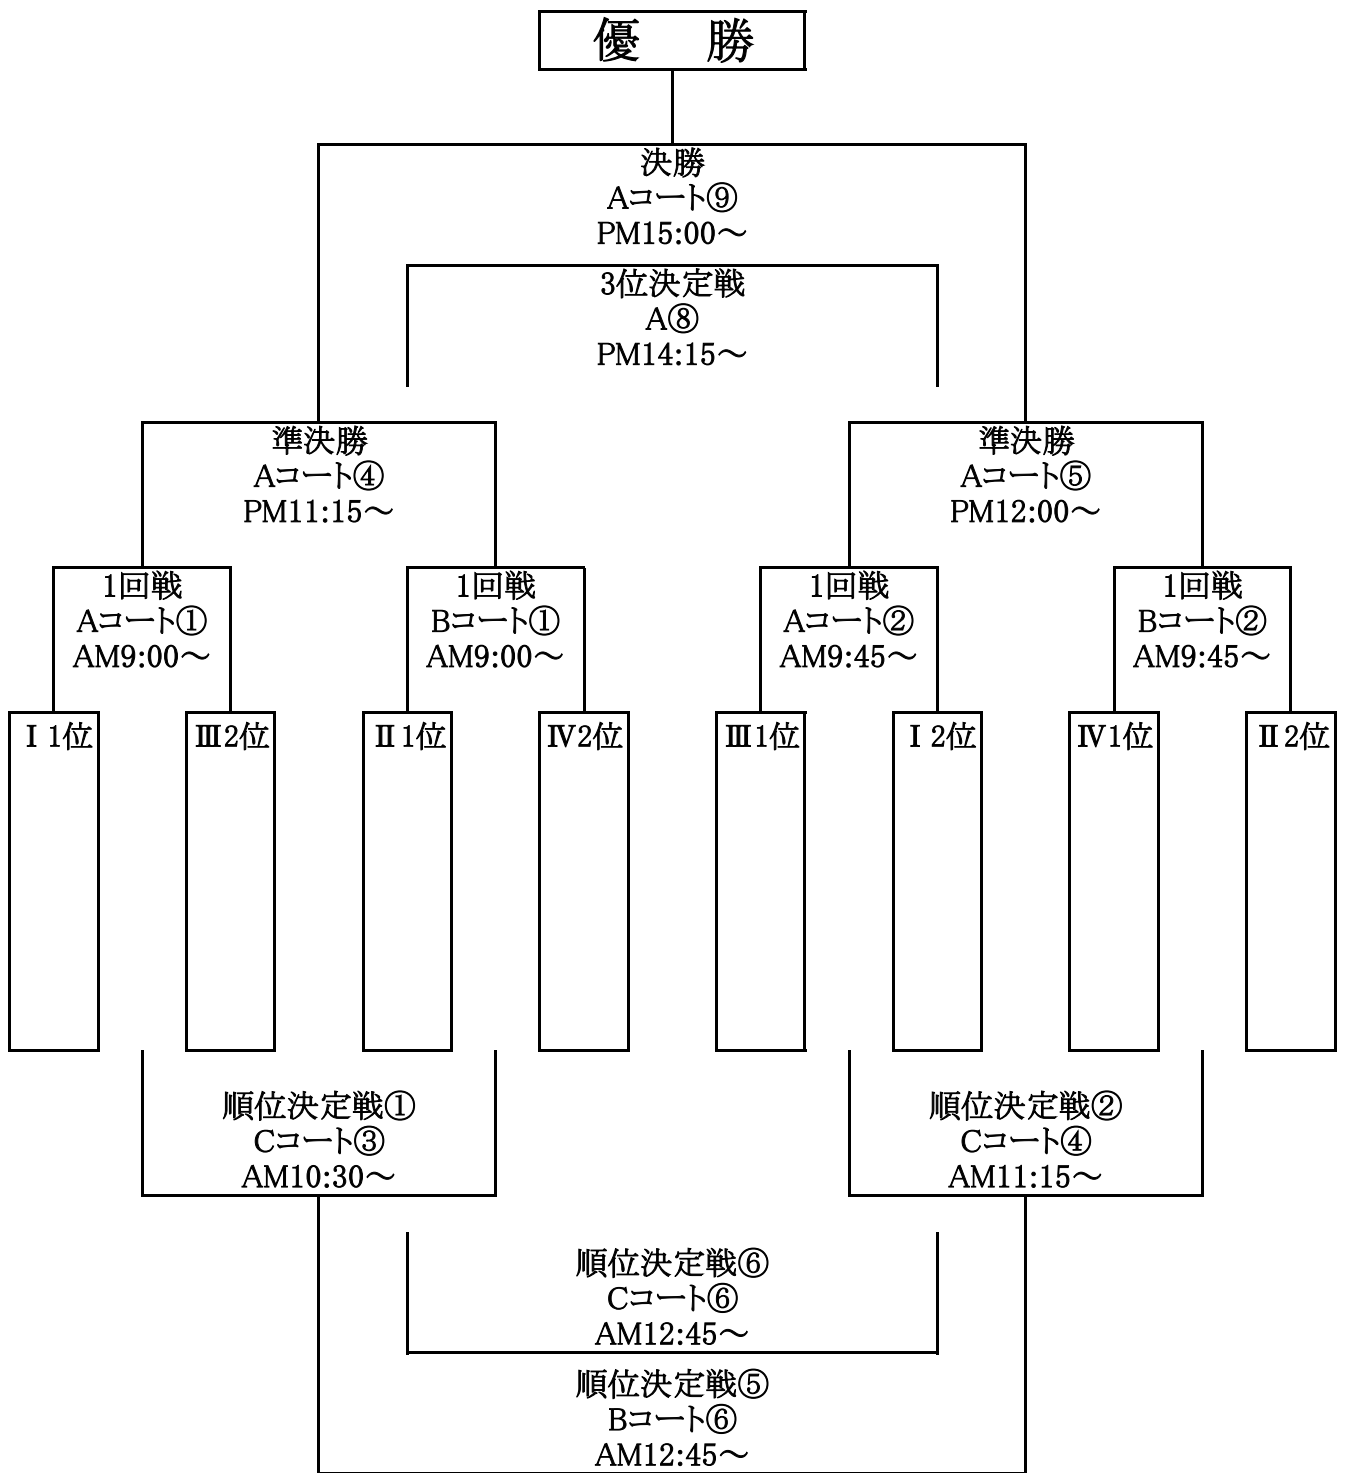 優　勝
決勝
Aコート⑨
PM15:00～
3位決定戦
A⑧
PM14:15～
準決勝
Aコート④
PM11:15～
準決勝
Aコート⑤
PM12:00～
1回戦
Aコート①
AM9:00～
1回戦
Bコート①
AM9:00～
1回戦
Aコート②
AM9:45～
1回戦
Bコート②
AM9:45～
Ⅰ1位
Ⅲ2位
Ⅱ1位
Ⅳ2位
Ⅲ1位
Ⅰ2位
Ⅳ1位
Ⅱ2位
順位決定戦①
Cコート③
AM10:30～
順位決定戦②
Cコート④
AM11:15～
順位決定戦⑥
Cコート⑥
AM12:45～
順位決定戦⑤
Bコート⑥
AM12:45～